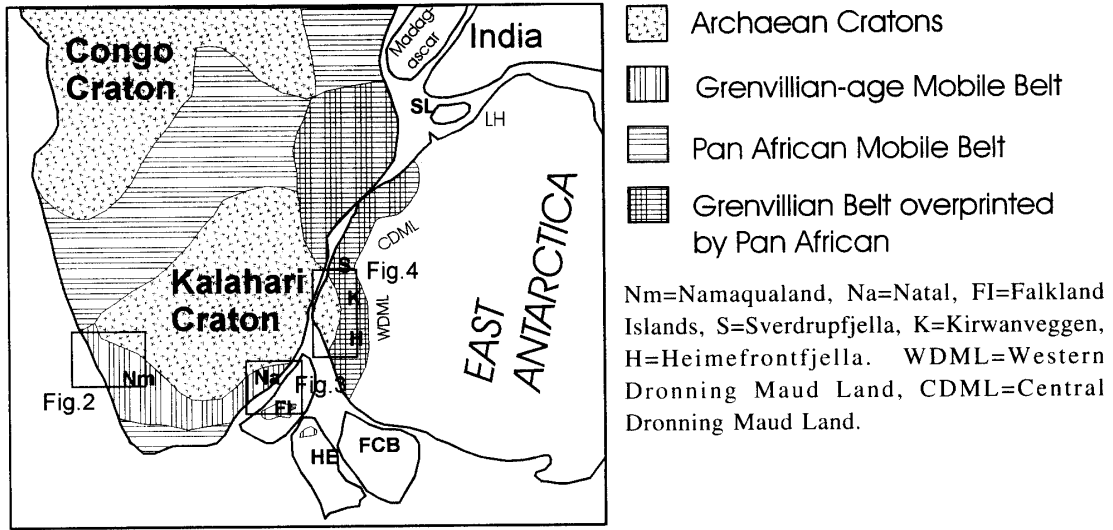 Congo
Craton
Madag-
ascar
India
SL
LH
CDML
Kalahari
Craton
S
Fig.4
K
WDML
H
EAST
ANTARCTICA
Nm
Na
Fig.3
Fig.2
FI
HE
FCB
Archaean Cratons
Grenvillian-age Mobile Belt
Pan African Mobile Belt
Grenvillian Belt overprinted
by Pan African
Nm=Namaqualand, Na=Natal, FI=Falkland
Islands, S=Sverdrupfjella, K=Kirwanveggen,
H=Heimefrontfjella. WDML=Western
Dronning Maud Land, CDML=Central
Dronning Maud Land.